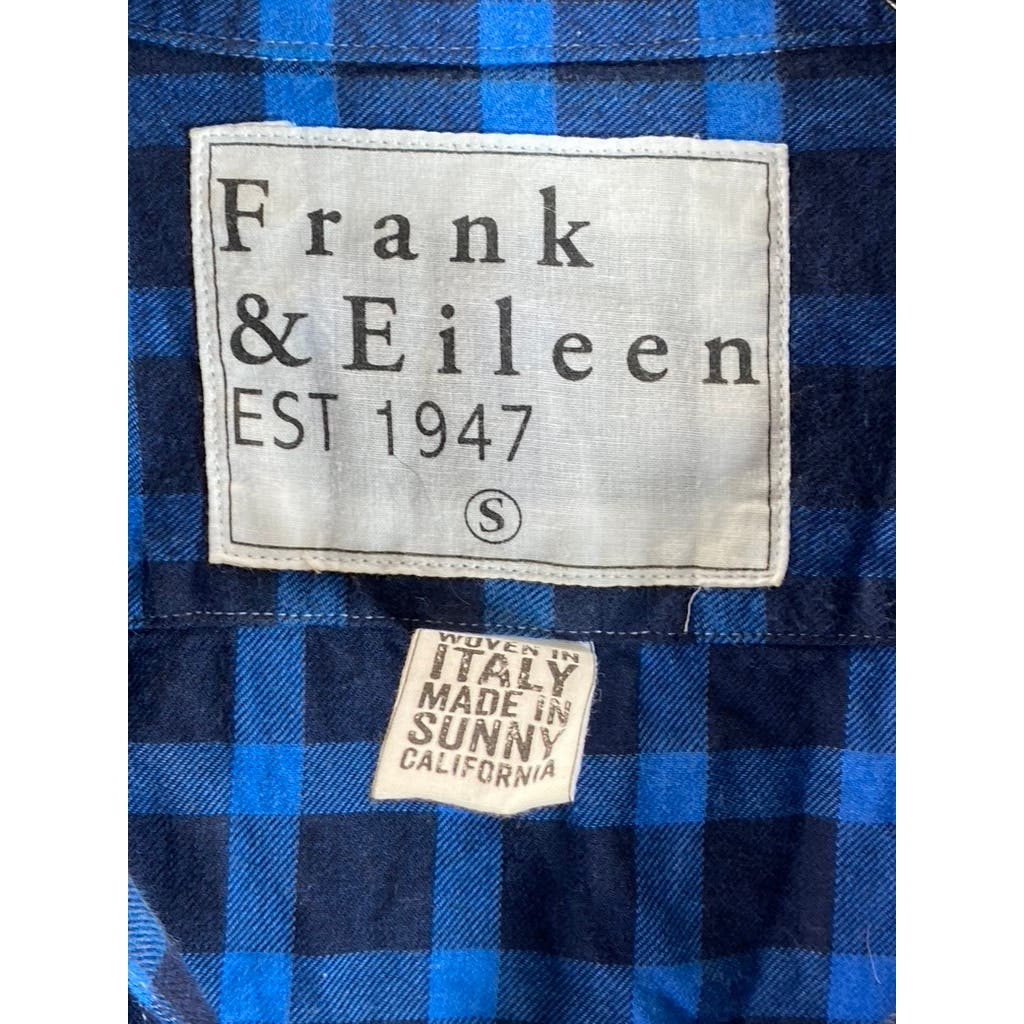 Frank
& Eileen
EST 1947
S
WOVEN IN
ITALY
MADE IN
SUNNY
CALIFORNIA